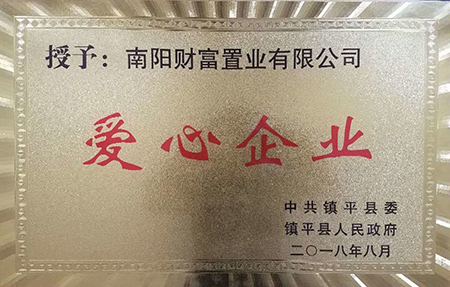 授予：南阳财富置业有限公司
爱心企业
中共镇平县委
镇平县人民政府
二〇一八年八月